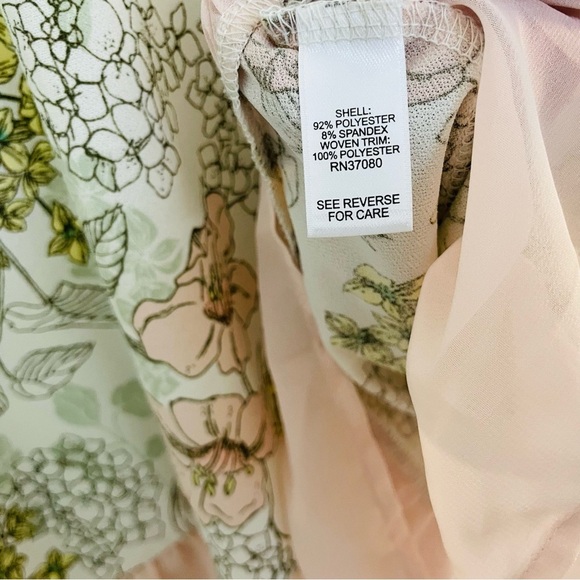 SHELL:
92% POLYESTER
8% SPANDEX
WOVEN TRIM:
100% POLYESTER
RN37080
SEE REVERSE
FOR CARE